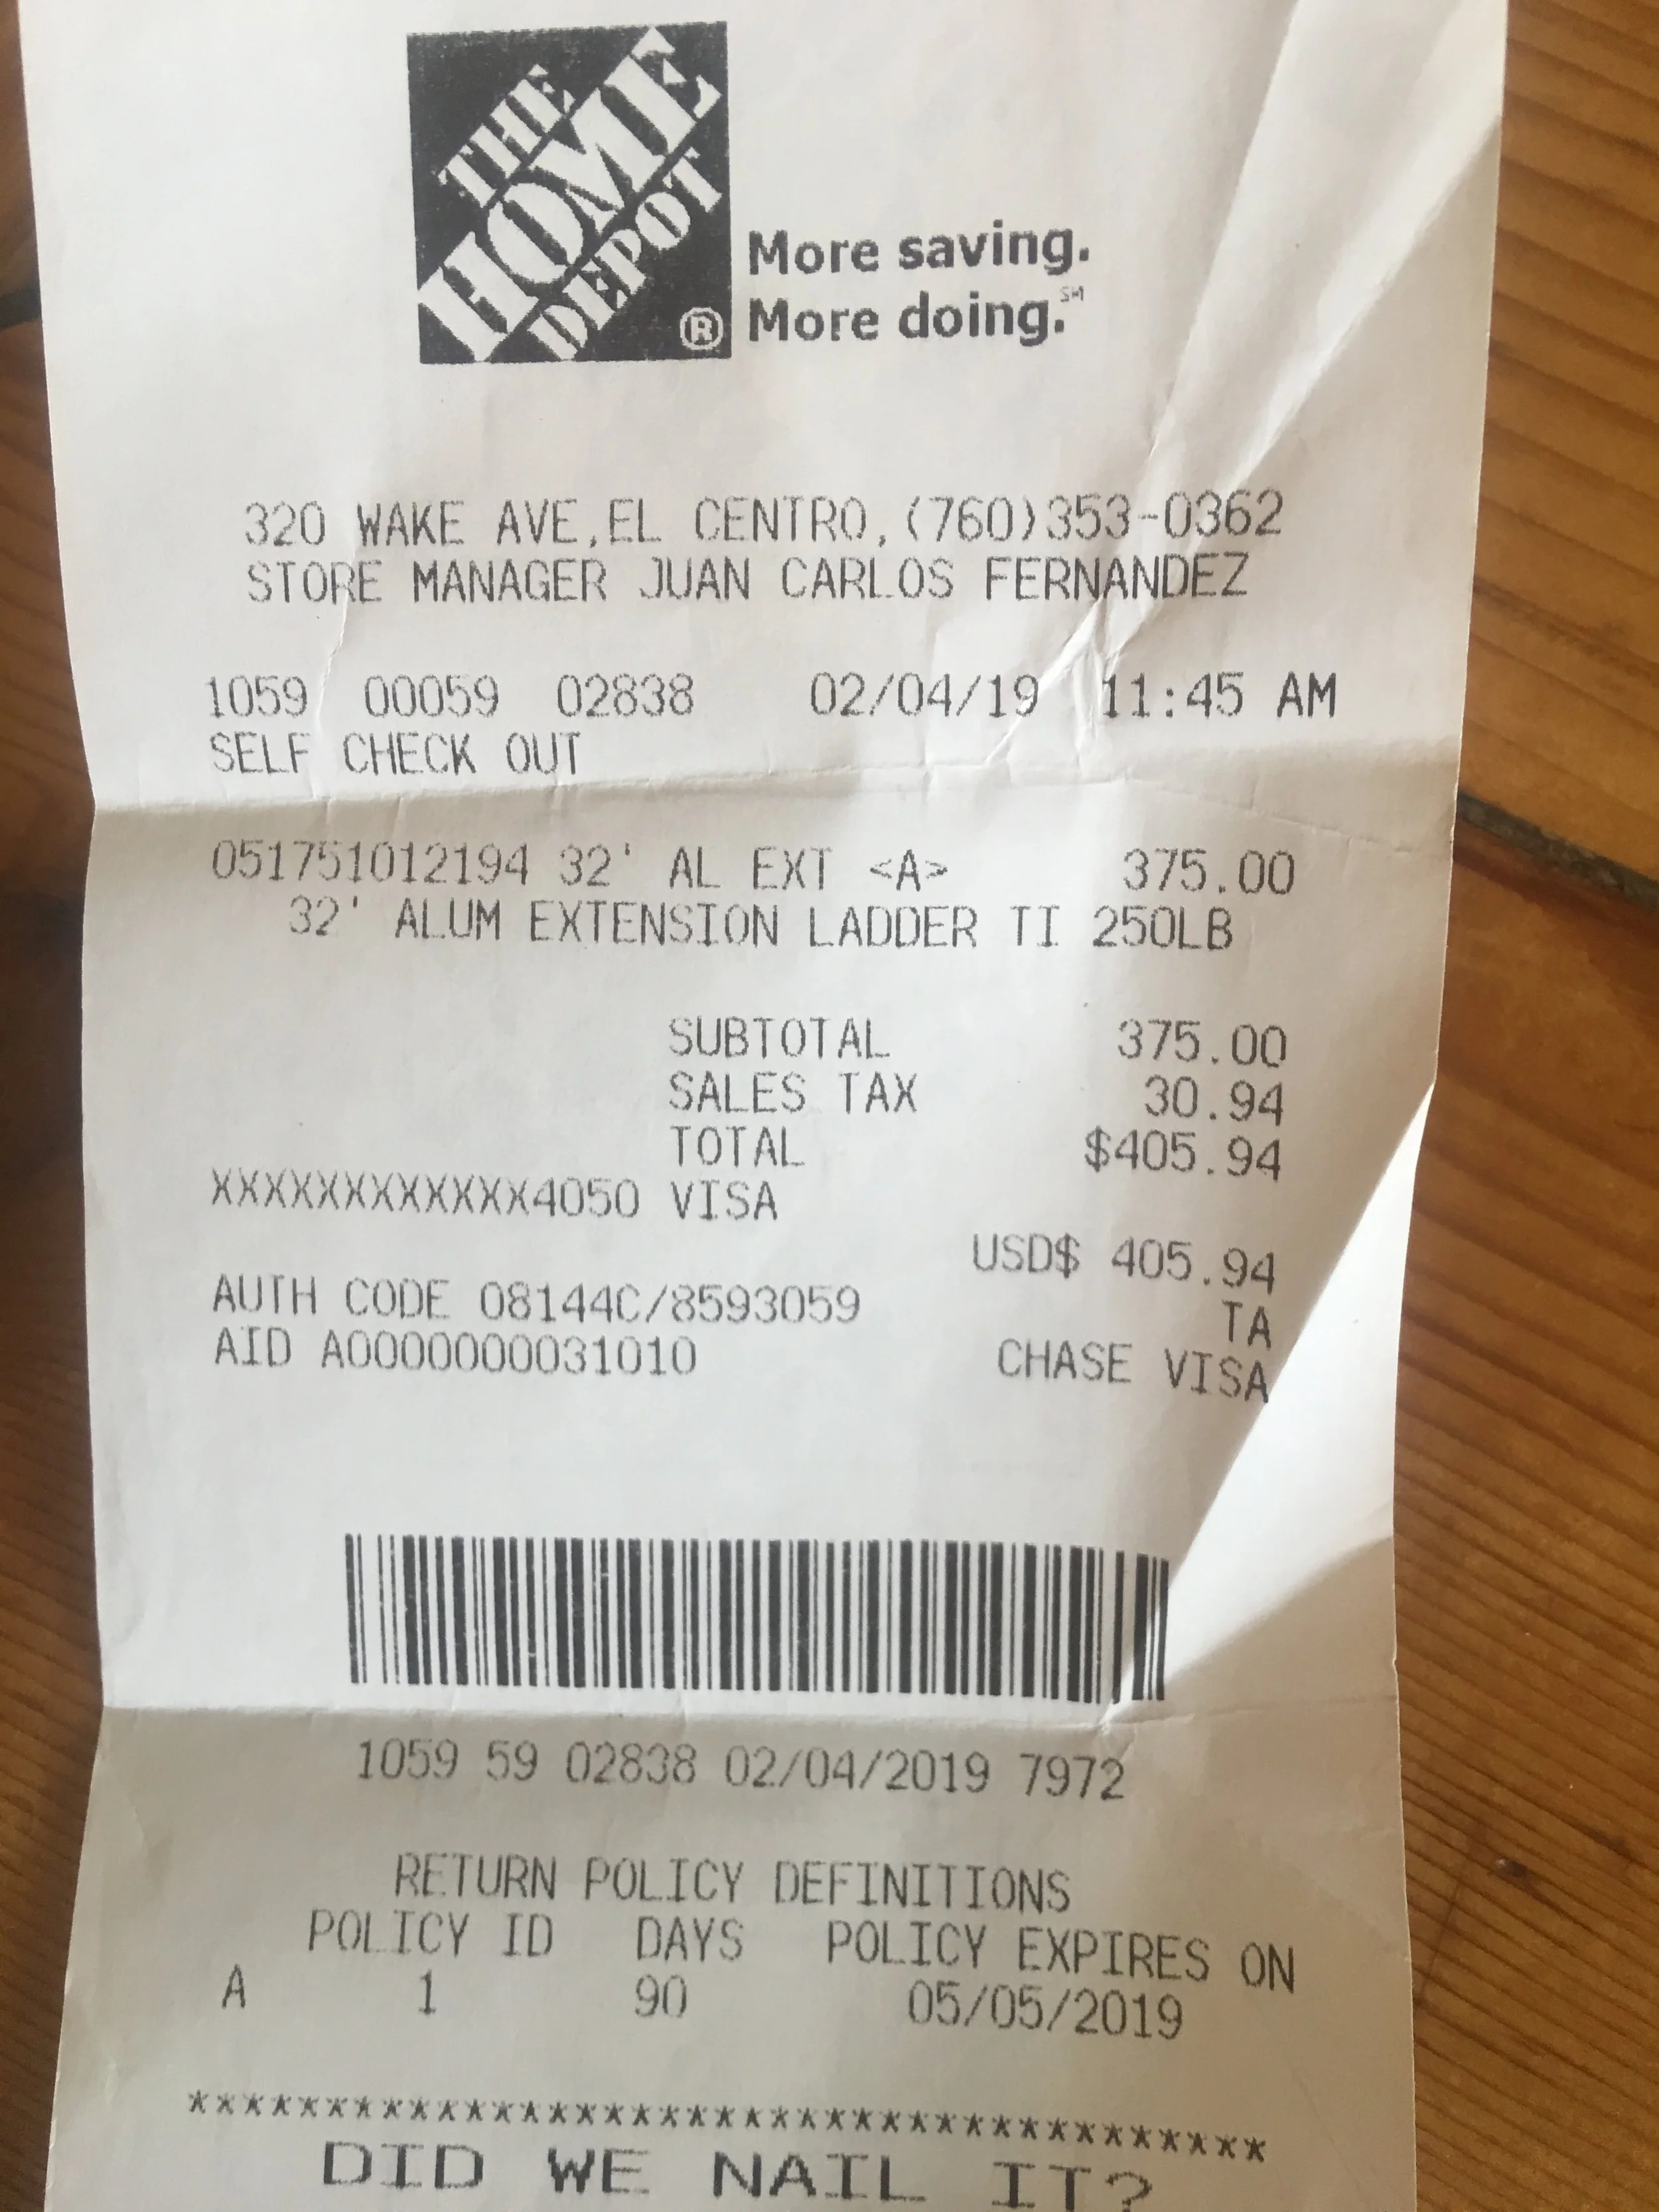 THE
HOME
DEPOT
®
More saving.
More doing.℠
320 WAKE AVE,EL CENTRO,(760)353-0362
STORE MANAGER JUAN CARLOS FERNANDEZ
1059 00059 02838 02/04/19 11:45 AM
SELF CHECK OUT
051751012194 32' AL EXT <A> 375.00
32' ALUM EXTENSION LADDER TI 250LB
SUBTOTAL 375.00
SALES TAX 30.94
TOTAL $405.94
XXXXXXXXXXXX4050 VISA
USD$ 405.94
AUTH CODE 08144C/8593059 TA
AID A0000000031010 CHASE VISA
1059 59 02838 02/04/2019 7972
RETURN POLICY DEFINITIONS
POLICY ID DAYS POLICY EXPIRES ON
A 1 90 05/05/2019
***************************************
DID WE NAIL IT?